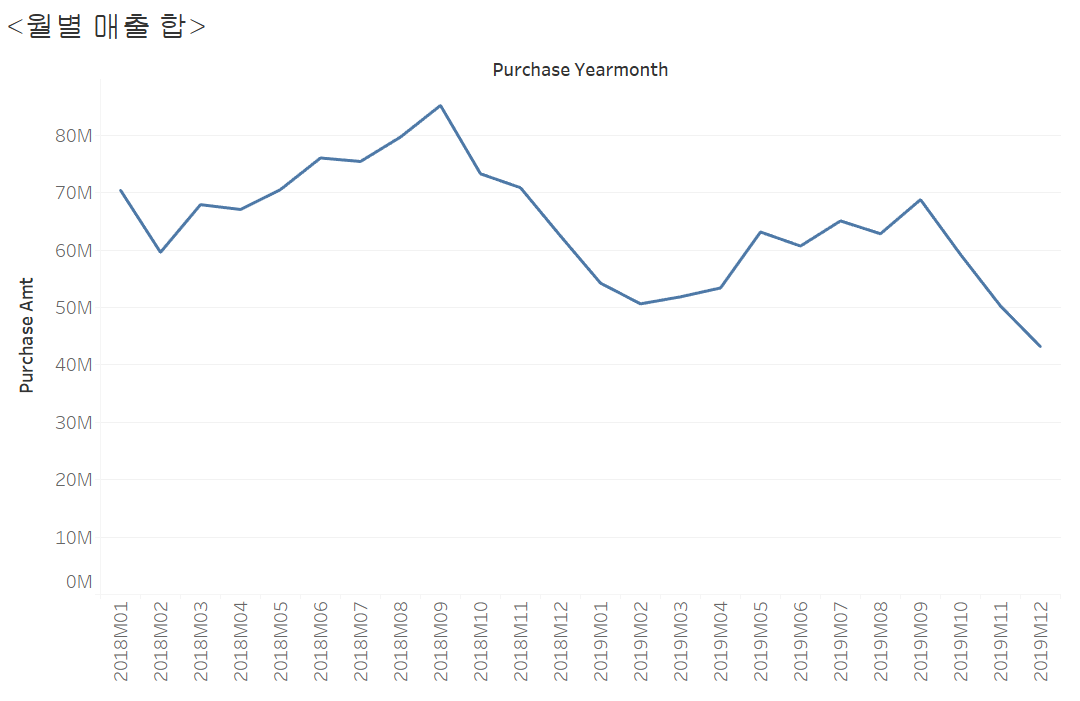 <월별 매출 합>
Purchase Yearmonth
Purchase Amt
80M
70M
60M
50M
40M
30M
20M
10M
0M
2018M01
2018M02
2018M03
2018M04
2018M05
2018M06
2018M07
2018M08
2018M09
2018M10
2018M11
2018M12
2019M01
2019M02
2019M03
2019M04
2019M05
2019M06
2019M07
2019M08
2019M09
2019M10
2019M11
2019M12